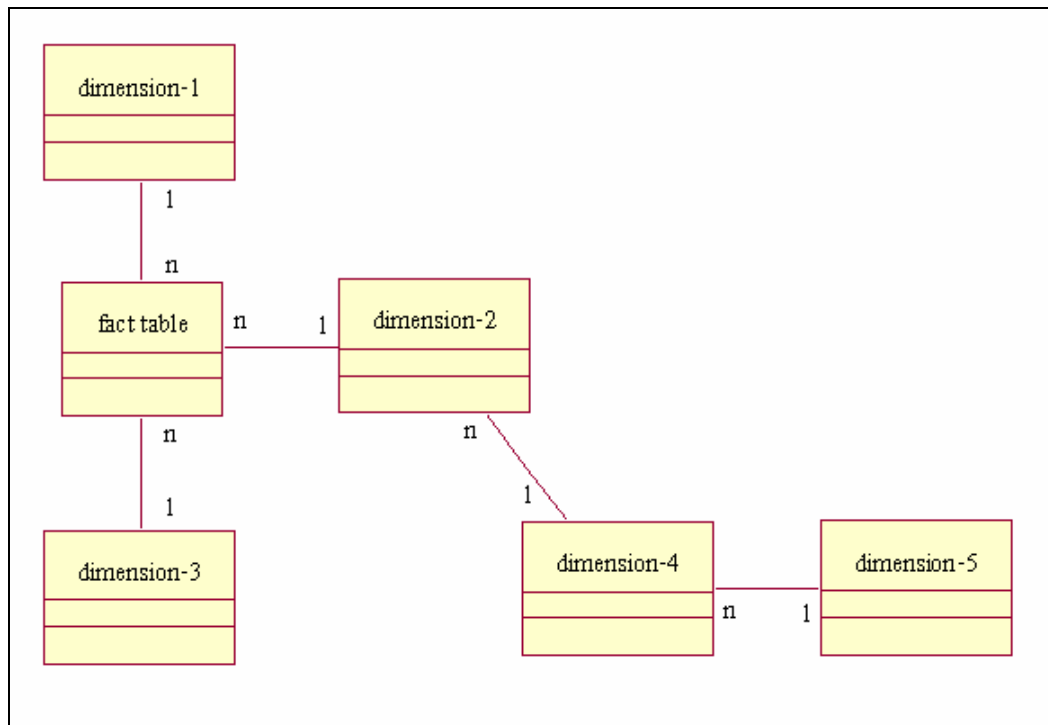 dimension-1
1
n
fact table
n
1
dimension-2
n
1
n
1
dimension-3
dimension-4
n
1
dimension-5